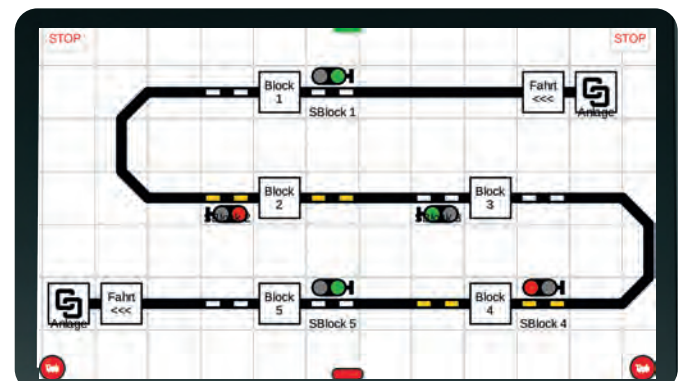 STOP
STOP
Block
1
SBlock 1
Fahrt
<<<
Anlage
Block
2
Block
3
Anlage
Fahrt
<<<
Block
5
SBlock 5
Block
4
SBlock 4